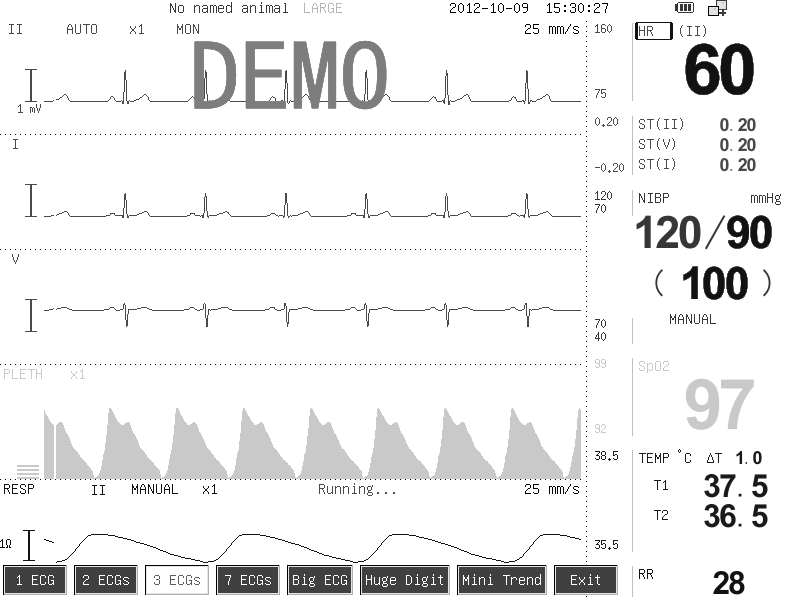 No named animal LARGE 2012-10-09 15:30:27
II AUTO x1 MON 25 mm/s 160 HR (II)
DEMO
60
1 mV
75
0.20 ST(II) 0.20
ST(V) 0.20
I
-0.20 ST(I) 0.20
120 NIBP mmHg
70
120/90
V
(100)
70 MANUAL
40
99 SpO2
PLETH x1
97
92
38.5 TEMP °C ΔT 1.0
T1 37.5
RESP II MANUAL x1 Running... 25 mm/s
T2 36.5
1Ω 35.5
1 ECG 2 ECGs 3 ECGs 7 ECGs Big ECG Huge Digit Mini Trend Exit
RR 28